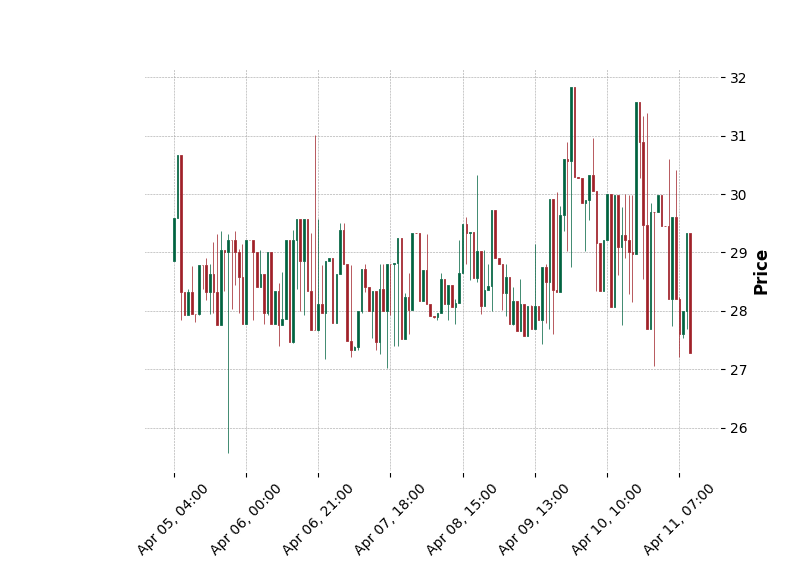 32
31
30
29
28
27
26
Price
Apr 05, 04:00
Apr 06, 00:00
Apr 06, 21:00
Apr 07, 18:00
Apr 08, 15:00
Apr 09, 13:00
Apr 10, 10:00
Apr 11, 07:00